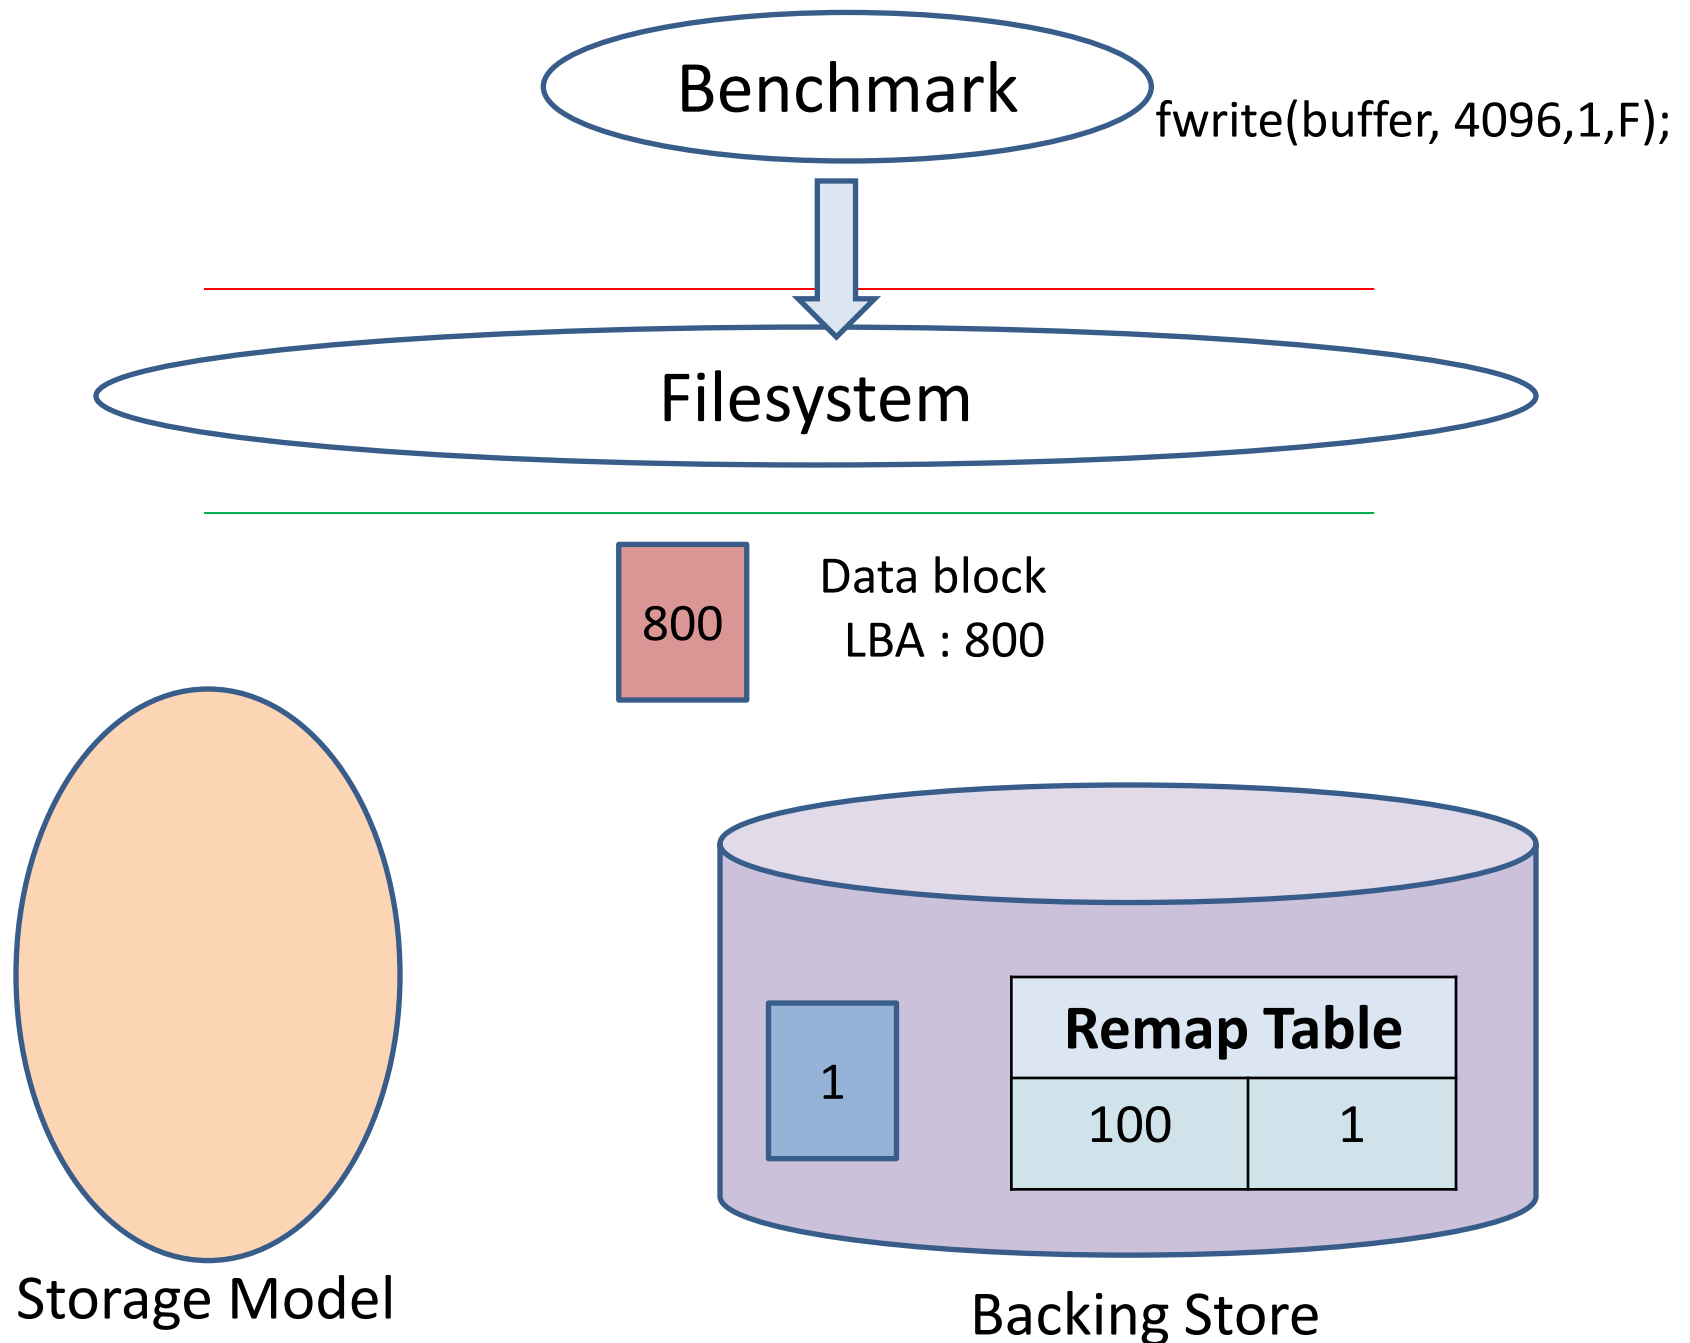 Benchmark
fwrite(buffer, 4096,1,F);
Filesystem
800
Data block
LBA : 800
1
Remap Table
100 1
Storage Model
Backing Store